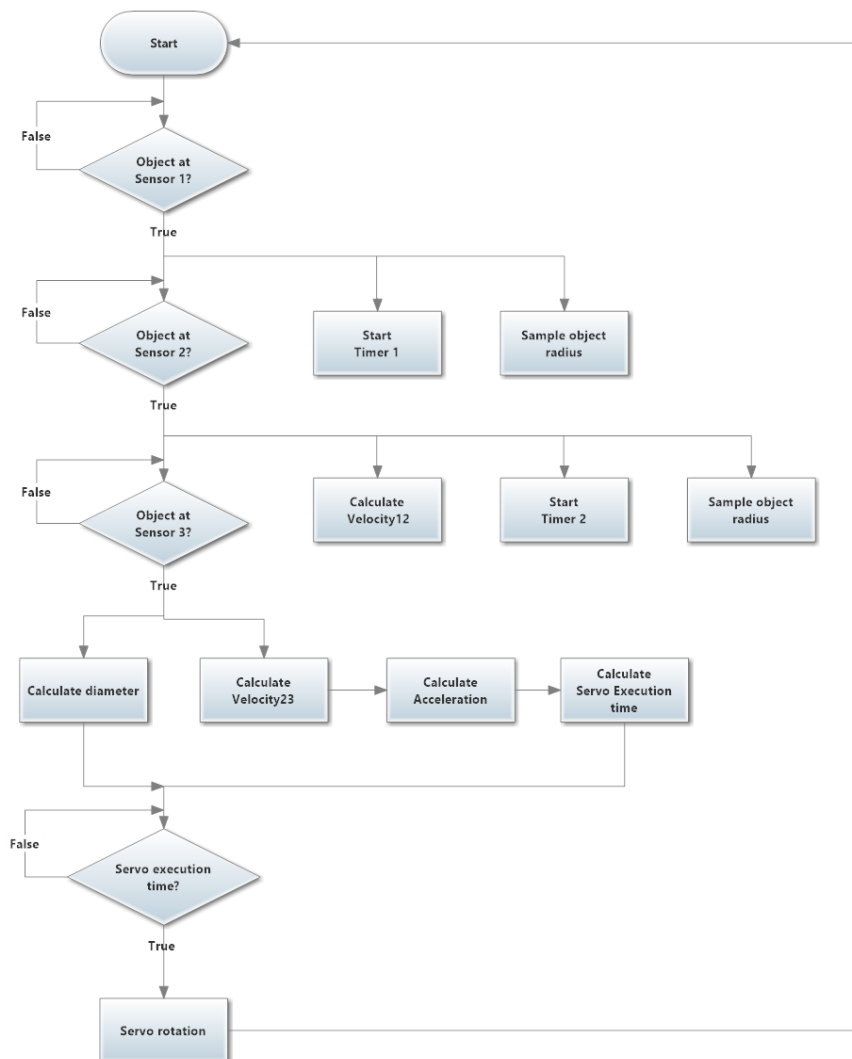 Start
False
Object at
Sensor 1?
True
False
Object at
Sensor 2?
Start
Timer 1
Sample object
radius
True
False
Object at
Sensor 3?
Calculate
Velocity12
Start
Timer 2
Sample object
radius
True
Calculate diameter
Calculate
Velocity23
Calculate
Acceleration
Calculate
Servo Execution
time
False
Servo execution
time?
True
Servo rotation